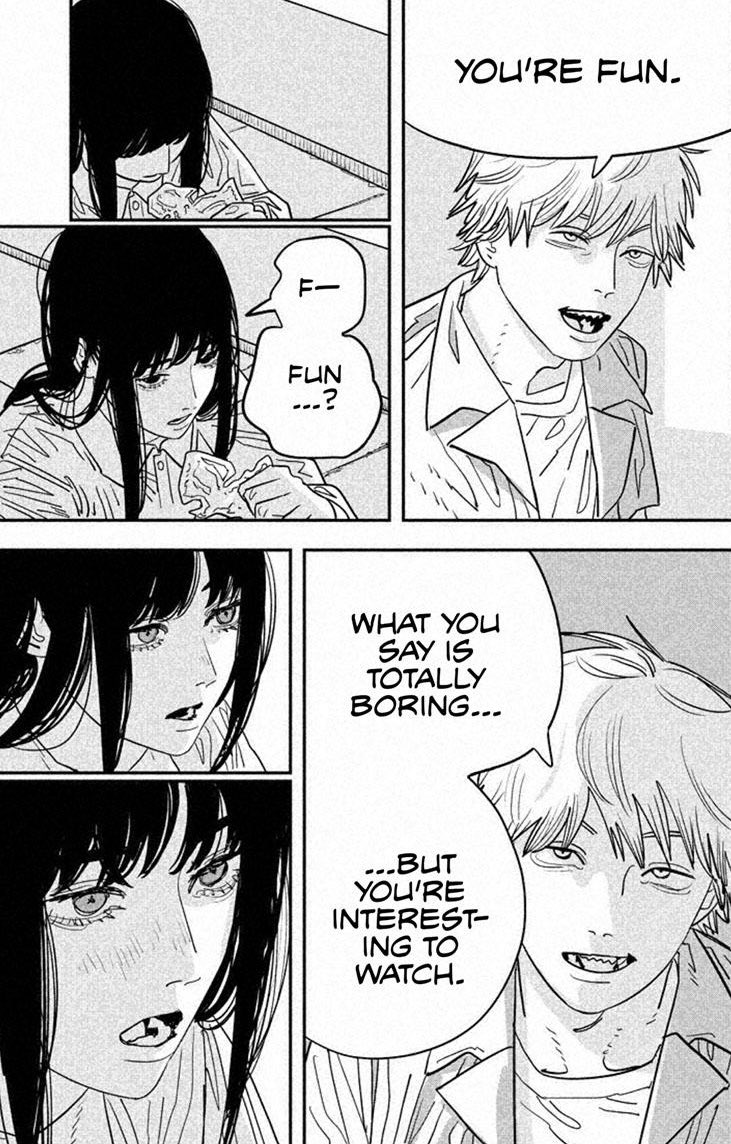 YOU'RE FUN.
F—
FUN
...?
WHAT YOU
SAY IS
TOTALLY
BORING...
...BUT
YOU'RE
INTEREST-
ING TO
WATCH.